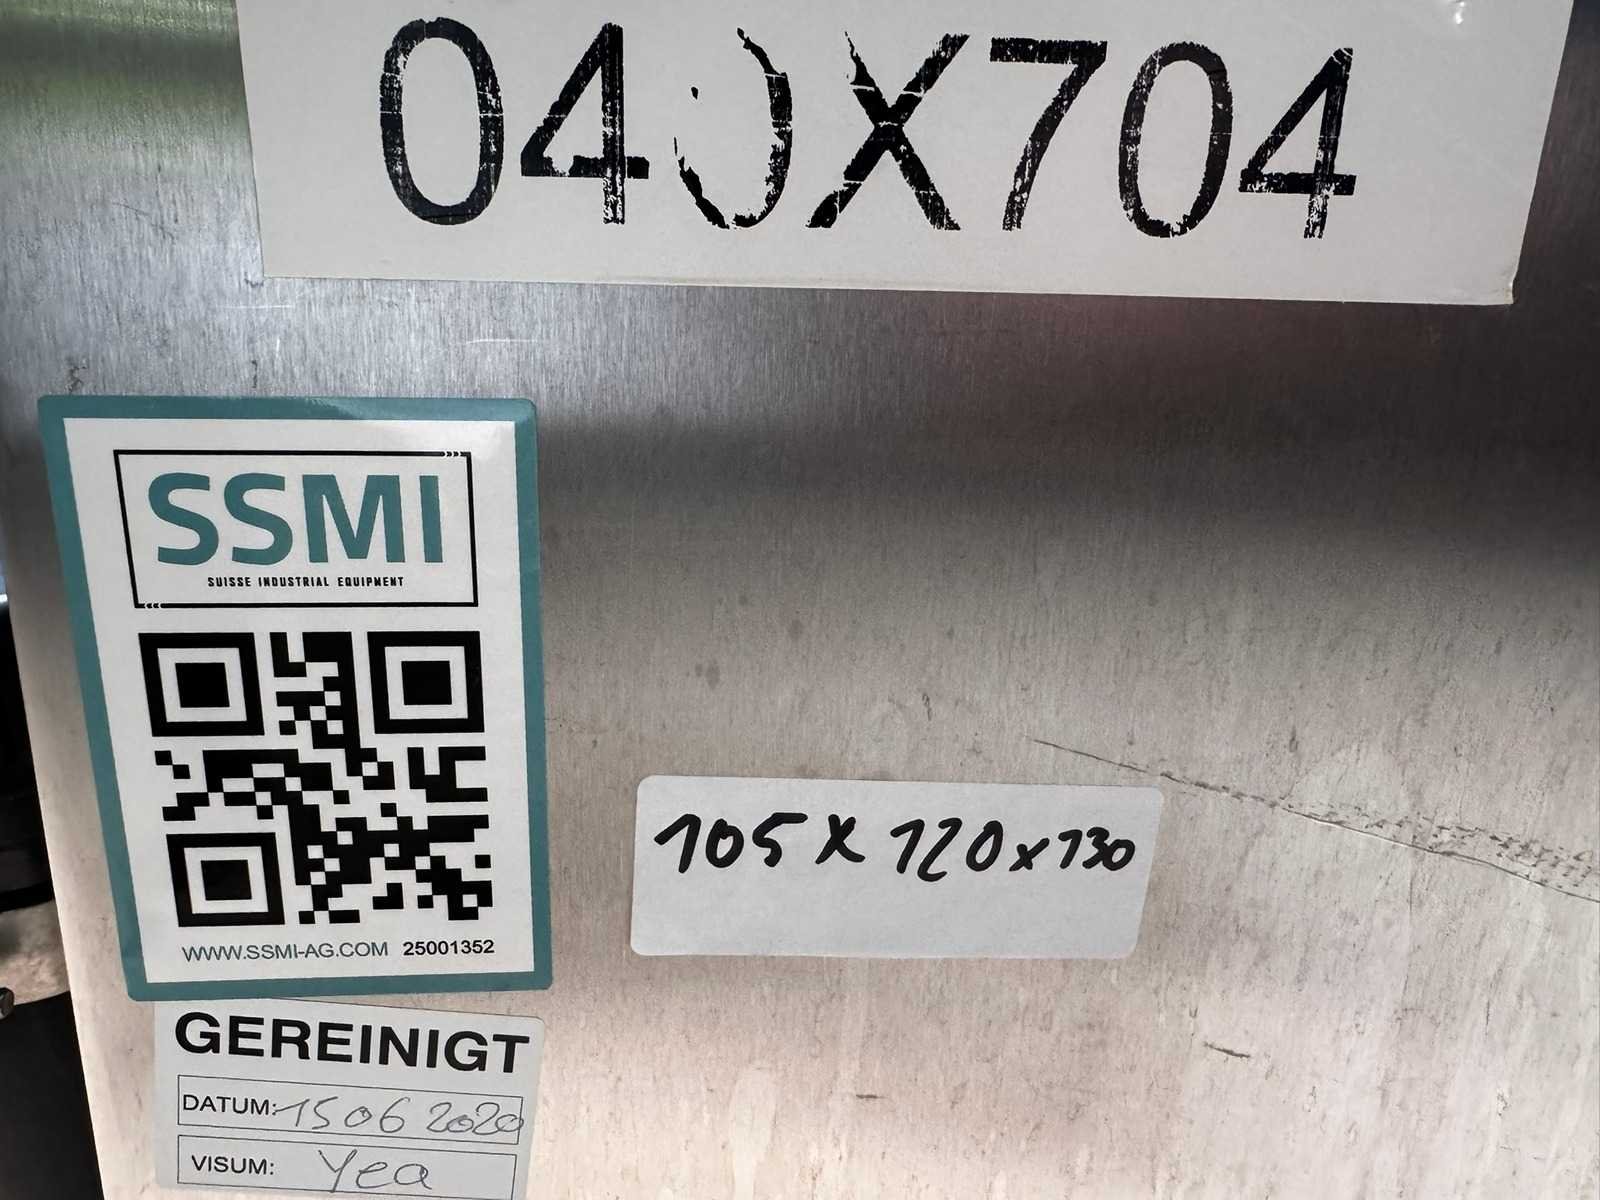 040X704
SSMI
SUISSE INDUSTRIAL EQUIPMENT
WWW.SSMI-AG.COM 25001352
105 x 120 x 130
GEREINIGT
DATUM: 15 06 2020
VISUM: Yea